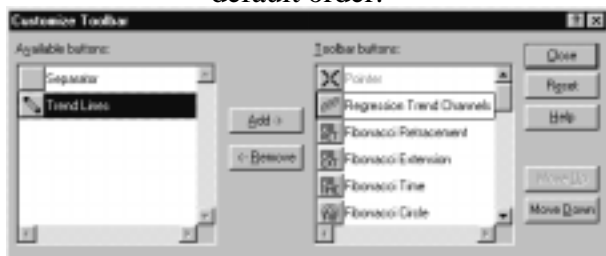 default order.
Customize Toolbar
Available buttons:
Separator
Trend Lines
Add ->
<- Remove
Toolbar buttons:
Pointer
Regression Trend Channels
Fibonacci Retracement
Fibonacci Extension
Fibonacci Time
Fibonacci Circle
Close
Reset
Help
Move Up
Move Down